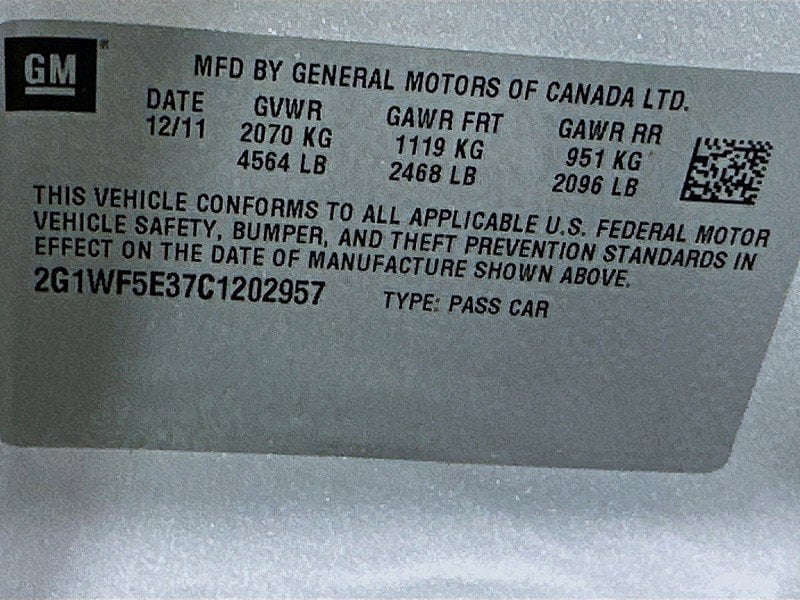 GM
MFD BY GENERAL MOTORS OF CANADA LTD.
DATE GVWR GAWR FRT GAWR RR
12/11 2070 KG 1119 KG 951 KG
4564 LB 2468 LB 2096 LB
THIS VEHICLE CONFORMS TO ALL APPLICABLE U.S. FEDERAL MOTOR
VEHICLE SAFETY, BUMPER, AND THEFT PREVENTION STANDARDS IN
EFFECT ON THE DATE OF MANUFACTURE SHOWN ABOVE.
2G1WF5E37C1202957 TYPE: PASS CAR